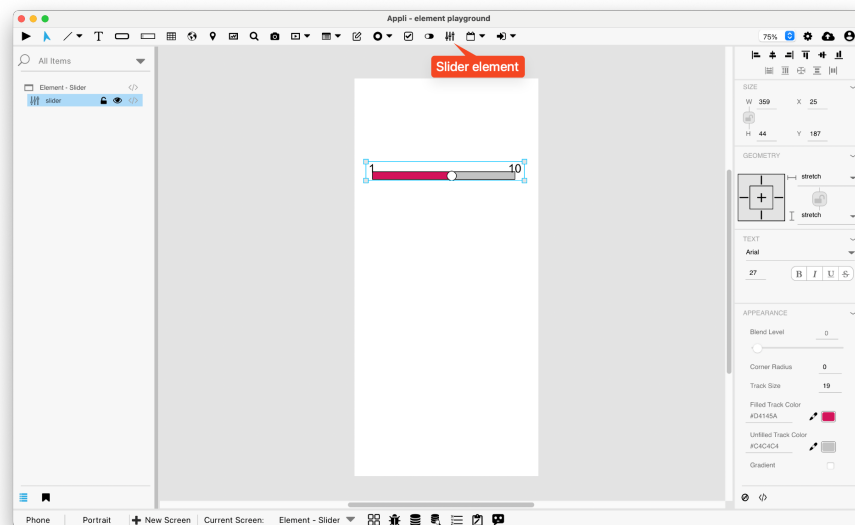 Appli - element playground
T
75%
Slider element
All Items
Element - Slider </>
slider </>
1
10
SIZE
W 359 X 25
H 44 Y 187
GEOMETRY
stretch
stretch
TEXT
Arial
27 B I U S
APPEARANCE
Blend Level 0
Corner Radius 0
Track Size 19
Filled Track Color
#D4145A
Unfilled Track Color
#C4C4C4
Gradient
</>
Phone Portrait New Screen Current Screen: Element - Slider